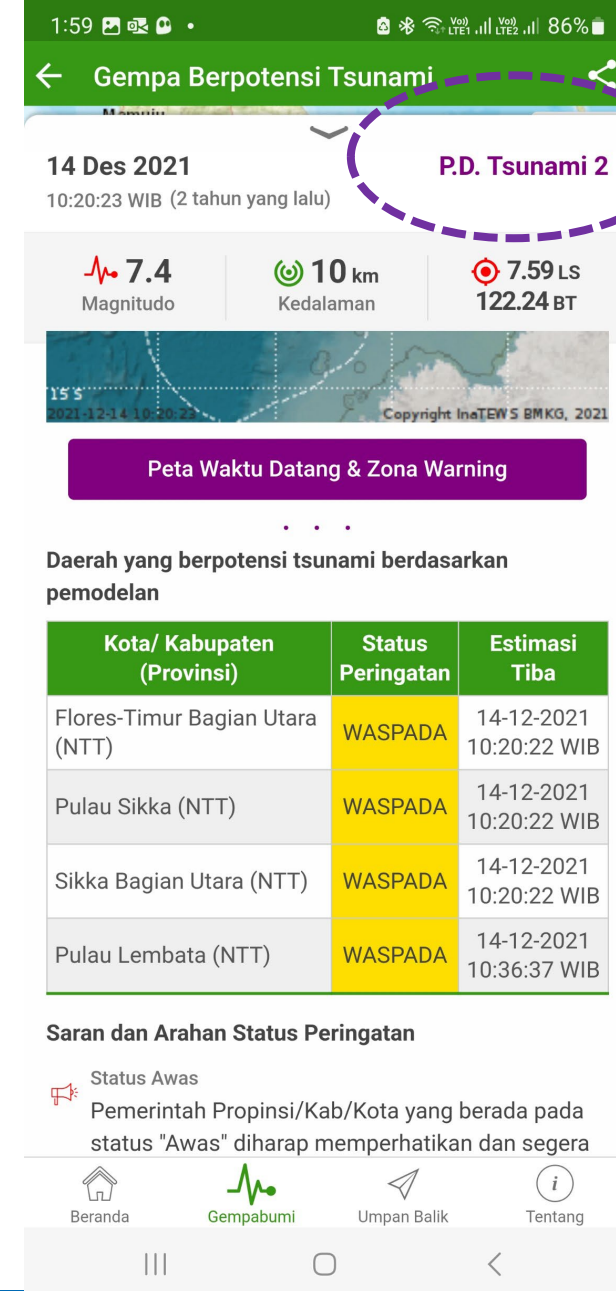 1:59
Vo)) LTE1 Vo)) LTE2 86%
Gempa Berpotensi Tsunami
Mamuju
14 Des 2021
P.D. Tsunami 2
10:20:23 WIB (2 tahun yang lalu)
7.4
Magnitudo
10 km
Kedalaman
7.59 LS
122.24 BT
15 S
2021-12-14 10:20:23
Copyright InaTEWS BMKG, 2021
Peta Waktu Datang & Zona Warning
Daerah yang berpotensi tsunami berdasarkan
pemodelan
Kota/ Kabupaten
(Provinsi)
Status
Peringatan
Estimasi
Tiba
Flores-Timur Bagian Utara
(NTT)
WASPADA
14-12-2021
10:20:22 WIB
Pulau Sikka (NTT)
WASPADA
14-12-2021
10:20:22 WIB
Sikka Bagian Utara (NTT)
WASPADA
14-12-2021
10:20:22 WIB
Pulau Lembata (NTT)
WASPADA
14-12-2021
10:36:37 WIB
Saran dan Arahan Status Peringatan
Status Awas
Pemerintah Propinsi/Kab/Kota yang berada pada
status "Awas" diharap memperhatikan dan segera
Beranda
Gempabumi
Umpan Balik
Tentang